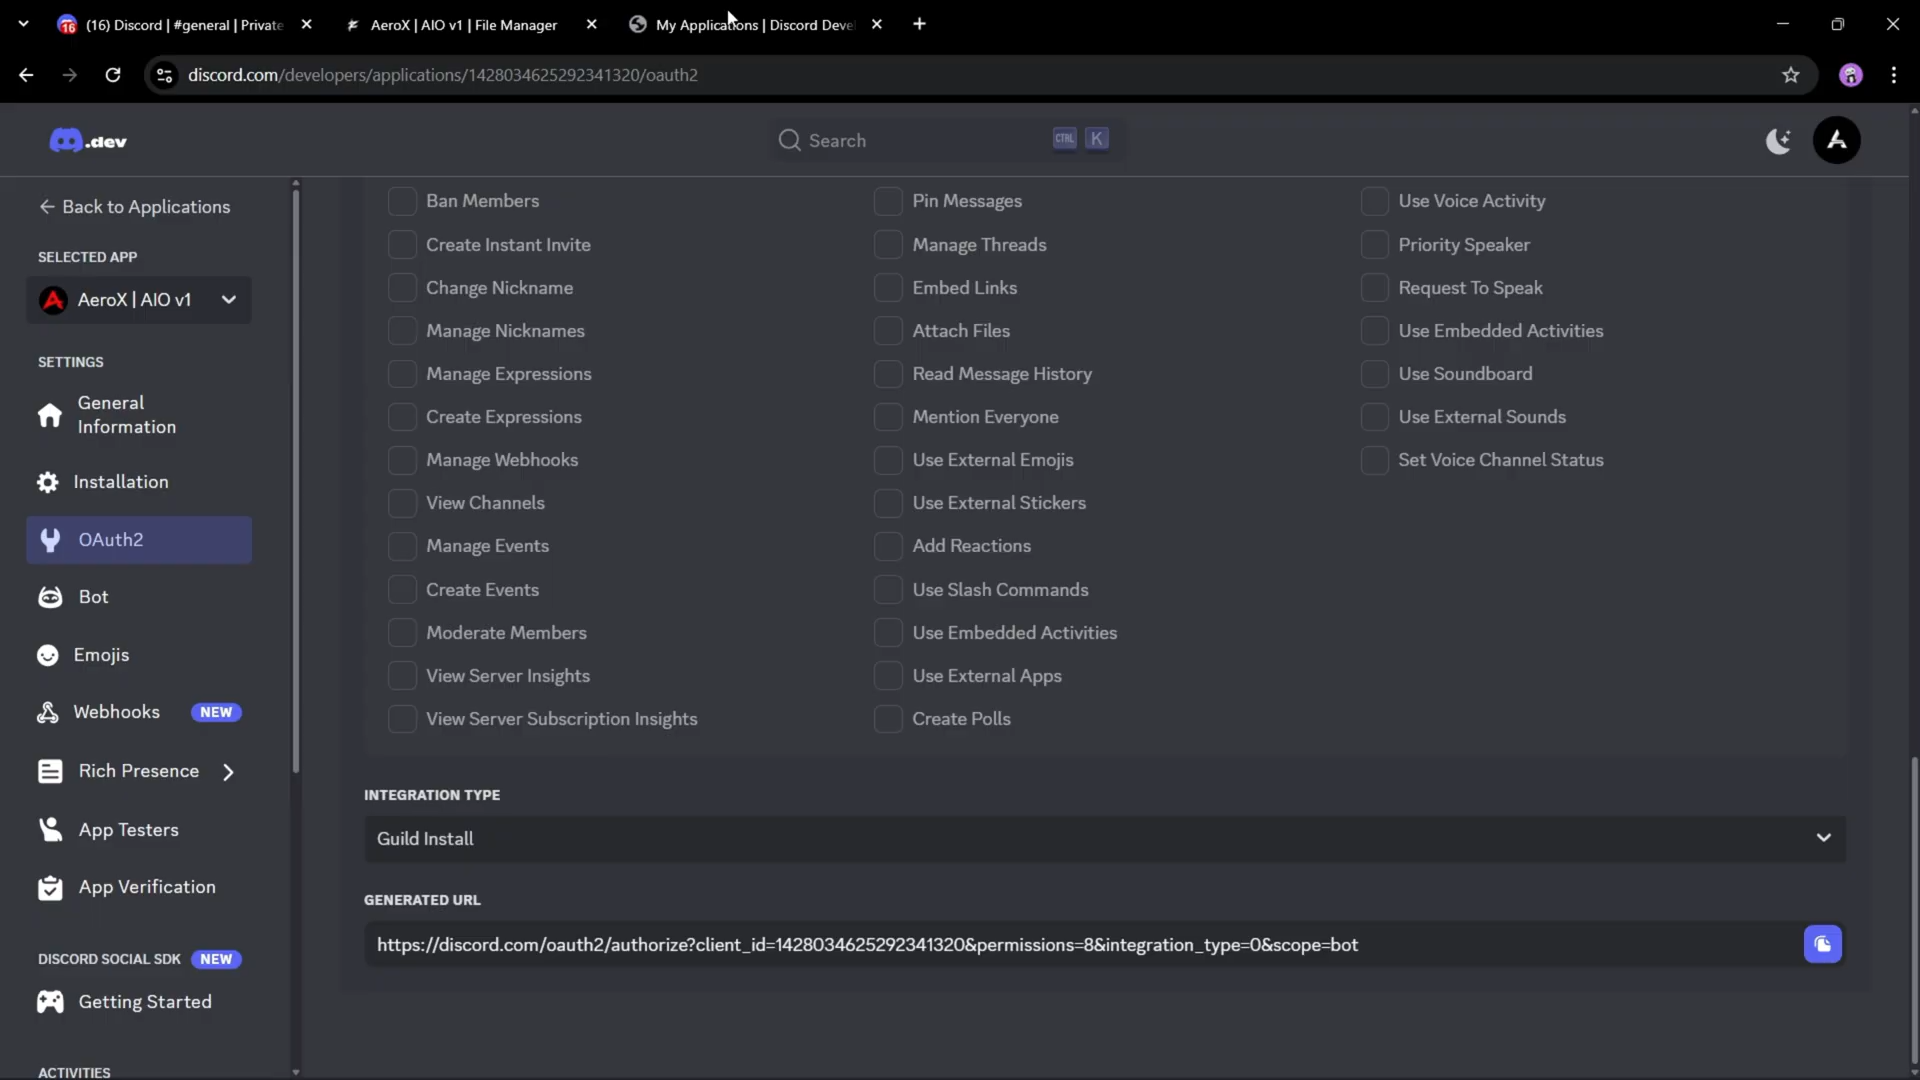 (16) Discord | #general | Private
AeroX | AIO v1 | File Manager
My Applications | Discord Deve
discord.com/developers/applications/1428034625292341320/oauth2
.dev
Search
CTRL K
← Back to Applications
SELECTED APP
AeroX | AIO v1
SETTINGS
General
Information
Installation
OAuth2
Bot
Emojis
Webhooks NEW
Rich Presence
App Testers
App Verification
DISCORD SOCIAL SDK NEW
Getting Started
ACTIVITIES
Ban Members
Create Instant Invite
Change Nickname
Manage Nicknames
Manage Expressions
Create Expressions
Manage Webhooks
View Channels
Manage Events
Create Events
Moderate Members
View Server Insights
View Server Subscription Insights
Pin Messages
Manage Threads
Embed Links
Attach Files
Read Message History
Mention Everyone
Use External Emojis
Use External Stickers
Add Reactions
Use Slash Commands
Use Embedded Activities
Use External Apps
Create Polls
Use Voice Activity
Priority Speaker
Request To Speak
Use Embedded Activities
Use Soundboard
Use External Sounds
Set Voice Channel Status
INTEGRATION TYPE
Guild Install
GENERATED URL
https://discord.com/oauth2/authorize?client_id=1428034625292341320&permissions=8&integration_type=0&scope=bot